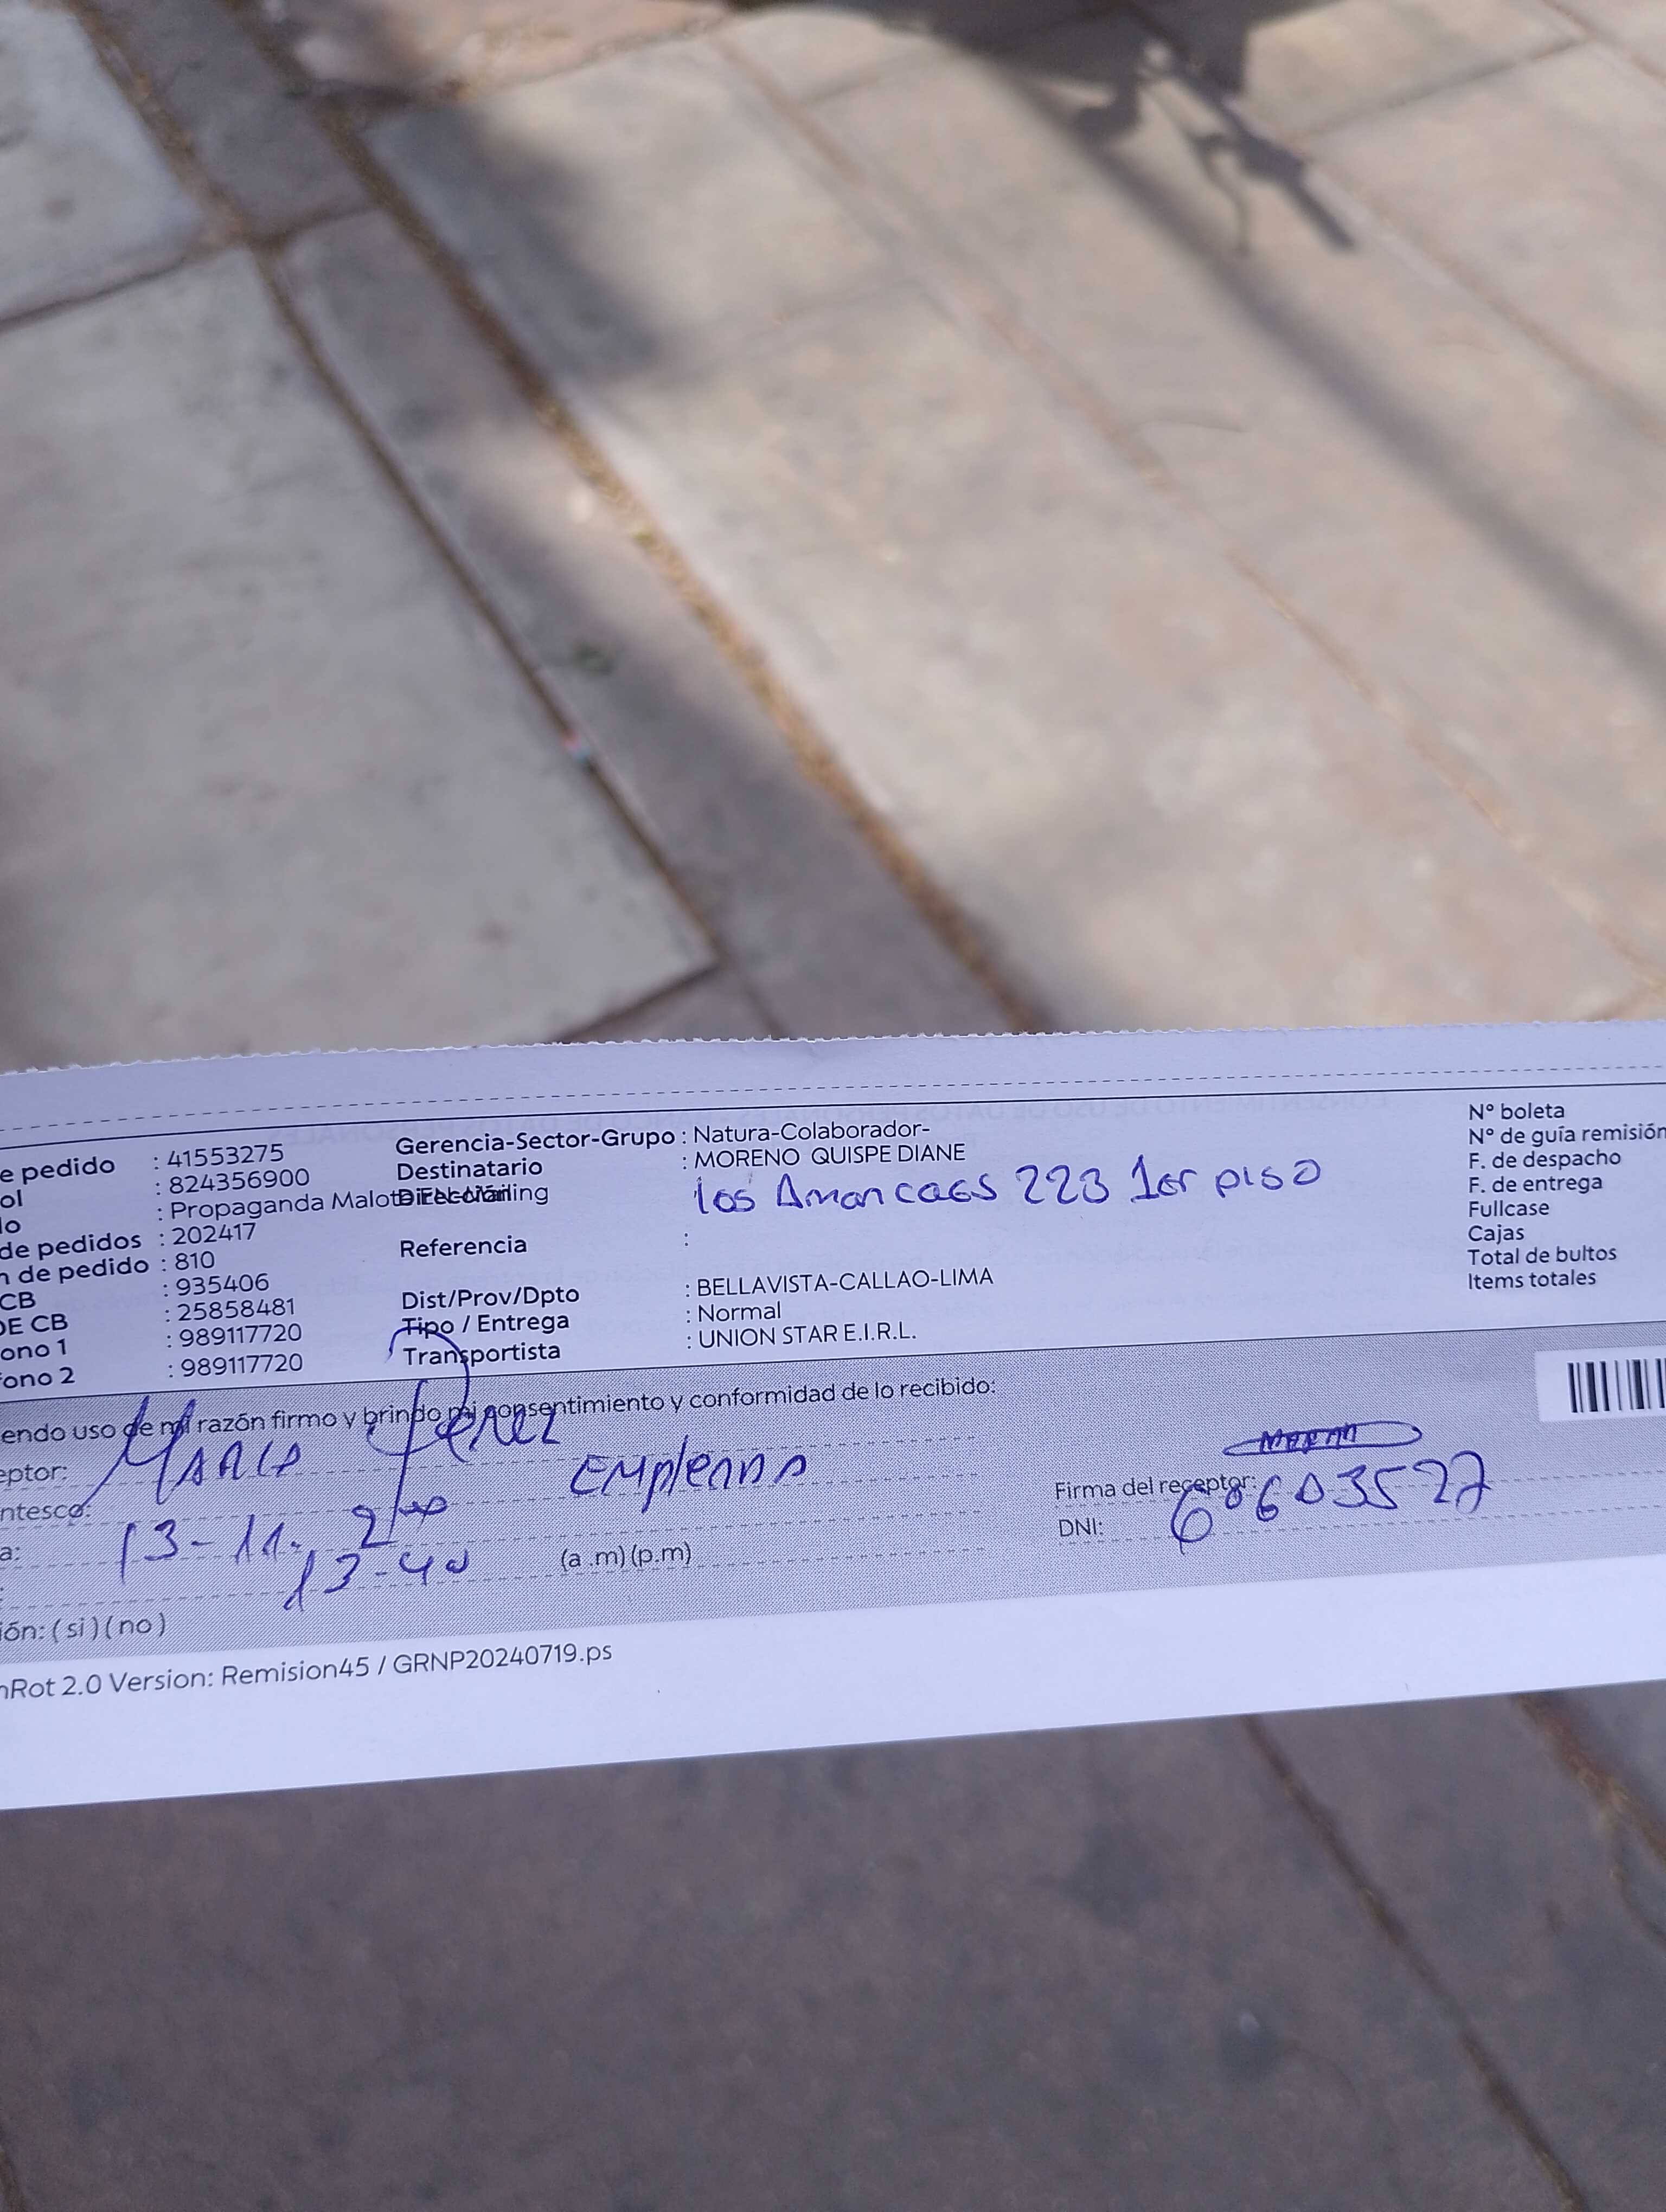 e pedido : 41553275
ol : 824356900
lo : Propaganda Malote F.
de pedidos : 202417
n de pedido : 810
CB : 935406
DE CB : 25858481
ono 1 : 989117720
fono 2 : 989117720
Gerencia-Sector-Grupo : Natura-Colaborador-
Destinatario : MORENO QUISPE DIANE
Dirección los Amancaes 223 1er piso
Referencia :
Dist/Prov/Dpto : BELLAVISTA-CALLAO-LIMA
Tipo / Entrega : Normal
Transportista : UNION STAR E.I.R.L.
N° boleta
N° de guía remisión
F. de despacho
F. de entrega
Fullcase
Cajas
Total de bultos
Items totales
endo uso de mi razón firmo y brindo mi consentimiento y conformidad de lo recibido:
eptor:
ntesco:
a: 13-11.
13-40 (a .m) (p.m)
Firma del receptor:
DNI:
ión: ( si ) ( no )
nRot 2.0 Version: Remision45 / GRNP20240719.ps